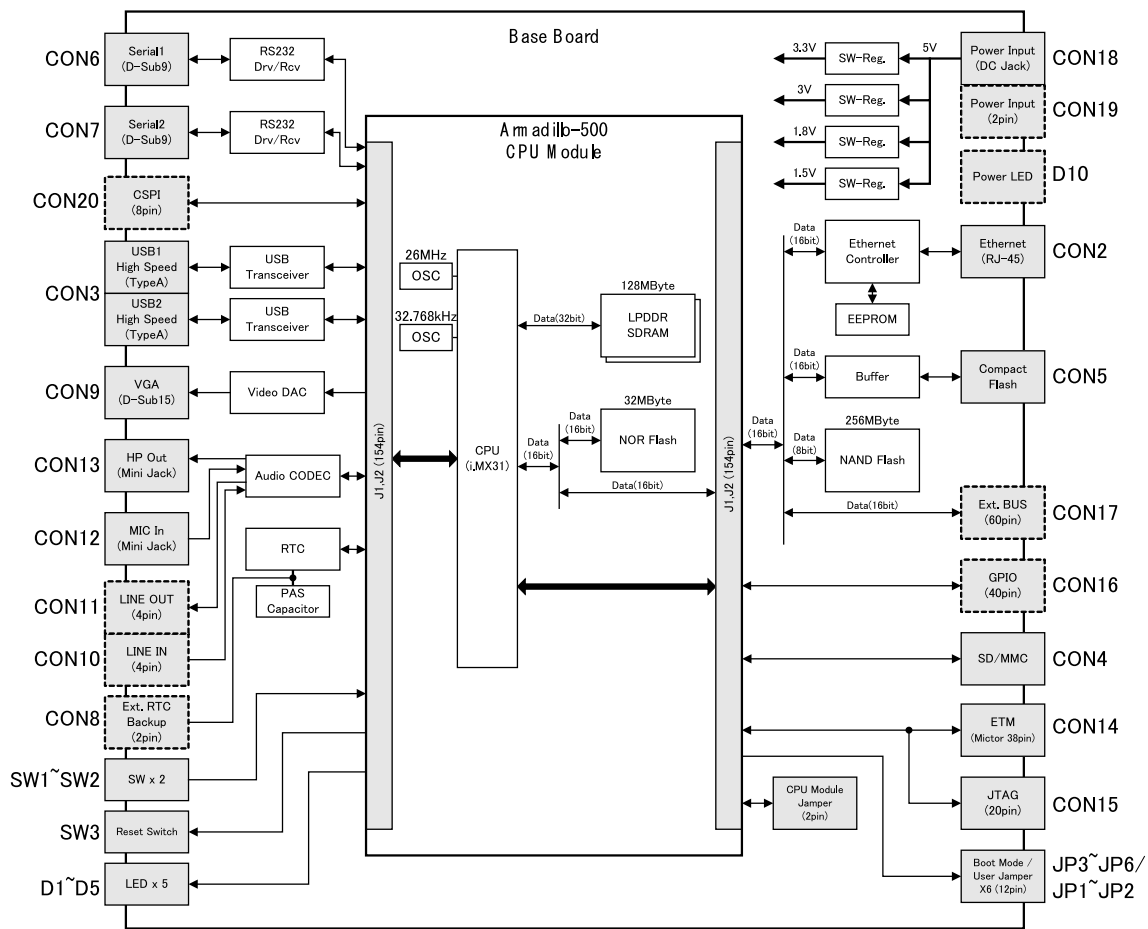 Base Board
CON6
Serial1
(D-Sub9)
RS232
Drv/Rcv
CON7
Serial2
(D-Sub9)
RS232
Drv/Rcv
CON20
CSPI
(8pin)
CON3
USB1
High Speed
(TypeA)
USB
Transceiver
USB2
High Speed
(TypeA)
USB
Transceiver
CON9
VGA
(D-Sub15)
Video DAC
CON13
HP Out
(Mini Jack)
Audio CODEC
CON12
MIC In
(Mini Jack)
RTC
PAS
Capacitor
CON11
LINE OUT
(4pin)
CON10
LINE IN
(4pin)
CON8
Ext. RTC
Backup
(2pin)
SW1~SW2
SW x 2
SW3
Reset Switch
D1~D5
LED x 5
Armadillo-500
CPU Module
J1,J2 (154pin)
26MHz
OSC
32.768kHz
OSC
CPU
(i.MX31)
128MByte
LPDDR
SDRAM
Data(32bit)
32MByte
NOR Flash
Data
(16bit)
Data
(16bit)
Data(16bit)
J1,J2 (154pin)
3.3V
SW-Reg.
5V
Power Input
(DC Jack)
CON18
3V
SW-Reg.
Power Input
(2pin)
CON19
1.8V
SW-Reg.
1.5V
SW-Reg.
Power LED
D10
Data
(16bit)
Ethernet
Controller
Ethernet
(RJ-45)
CON2
EEPROM
Data
(16bit)
Buffer
Compact
Flash
CON5
Data
(16bit)
256MByte
Data
(8bit)
NAND Flash
Data(16bit)
Ext. BUS
(60pin)
CON17
GPIO
(40pin)
CON16
SD/MMC
CON4
ETM
(Mictor 38pin)
CON14
CPU Module
Jamper
(2pin)
JTAG
(20pin)
CON15
Boot Mode /
User Jamper
X6 (12pin)
JP3~JP6/
JP1~JP2